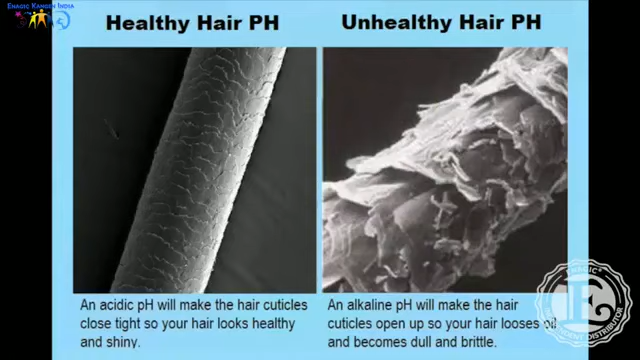 ENAGIC KANGEN INDIA
Healthy Hair PH
Unhealthy Hair PH
An acidic pH will make the hair cuticles
close tight so your hair looks healthy
and shiny.
An alkaline pH will make the hair
cuticles open up so your hair looses oil
and becomes dull and brittle.
ENAGIC
E
DISTRIBUTOR